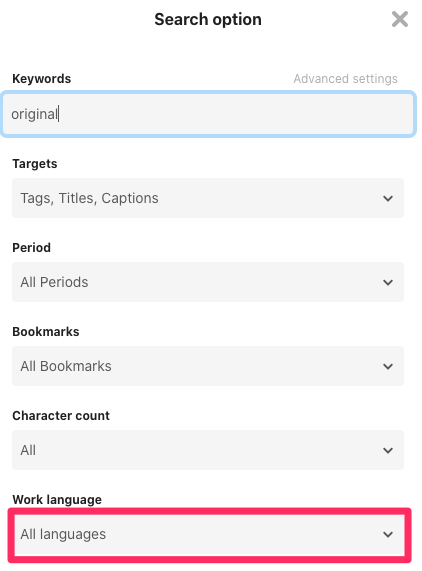 Search option
Keywords
Advanced settings
original
Targets
Tags, Titles, Captions
Period
All Periods
Bookmarks
All Bookmarks
Character count
All
Work language
All languages